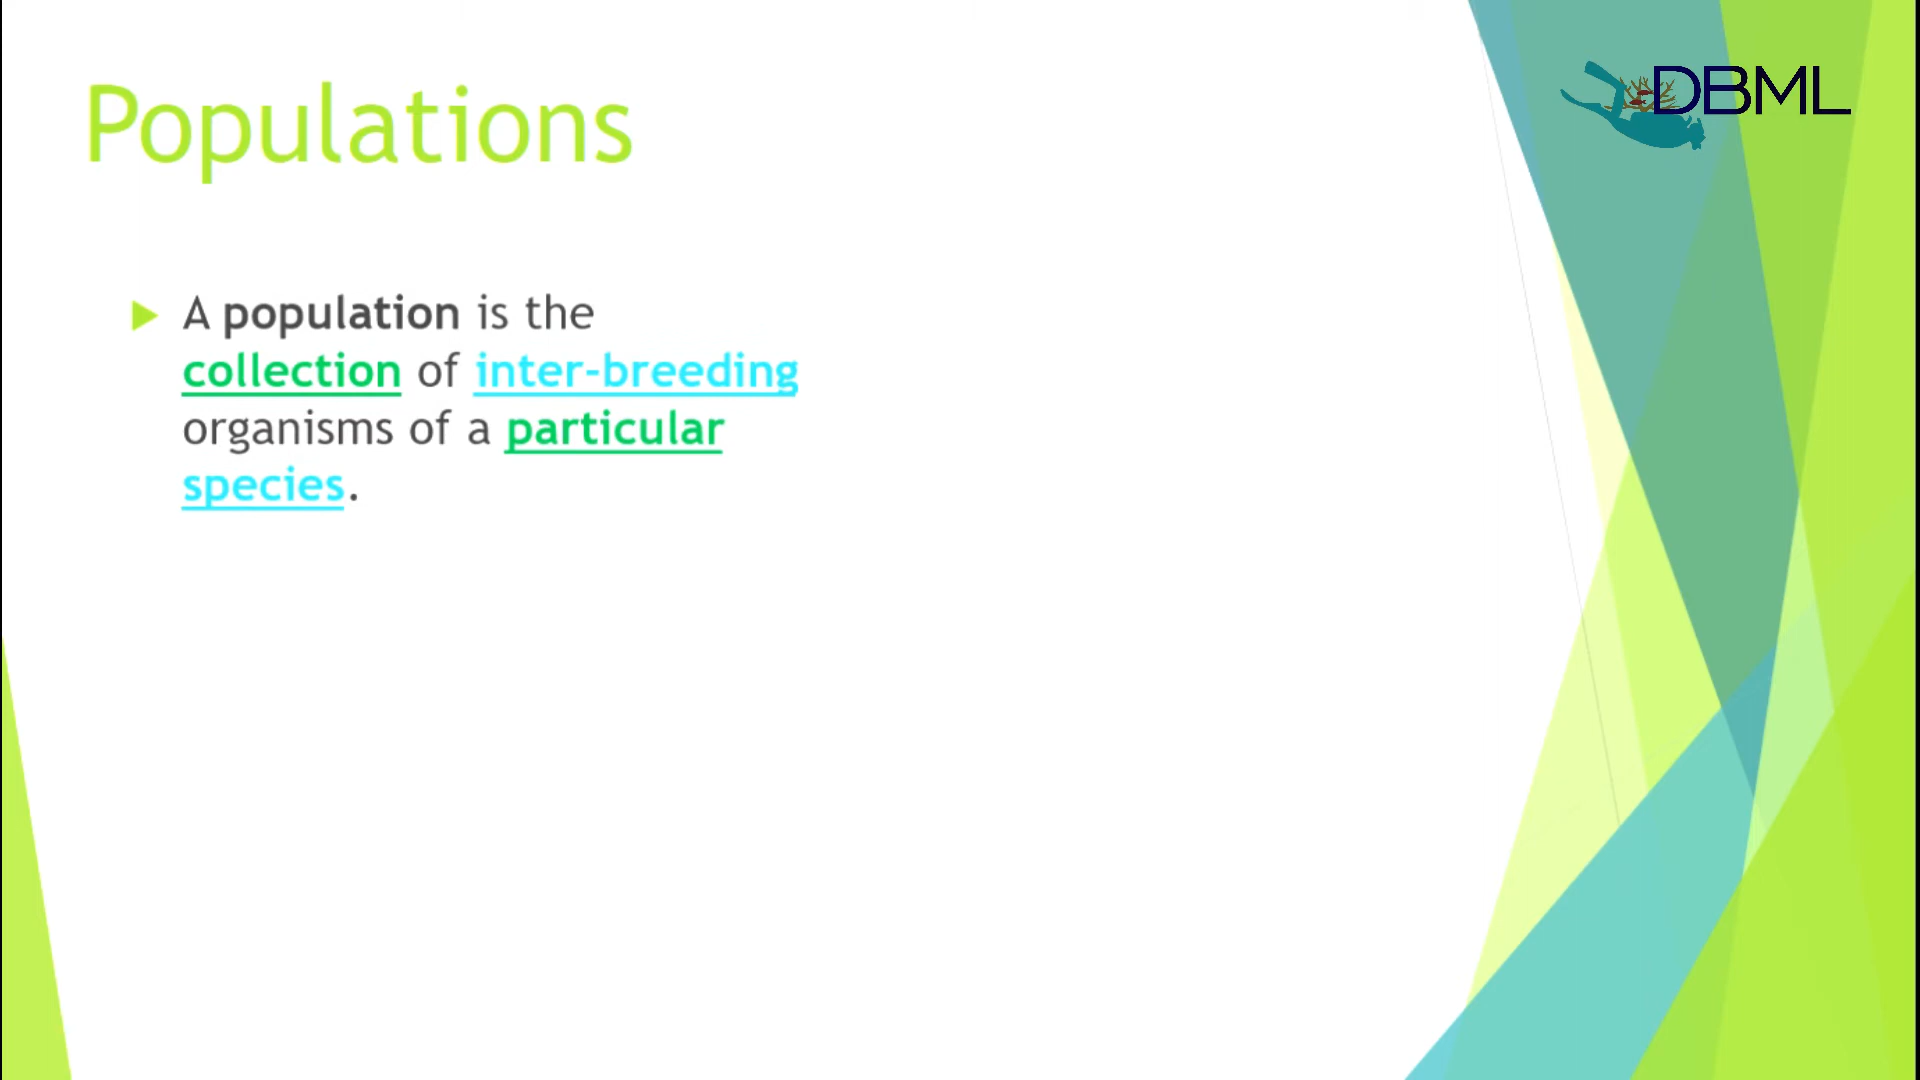 Populations
DBML
A population is the
collection of inter-breeding
organisms of a particular
species.